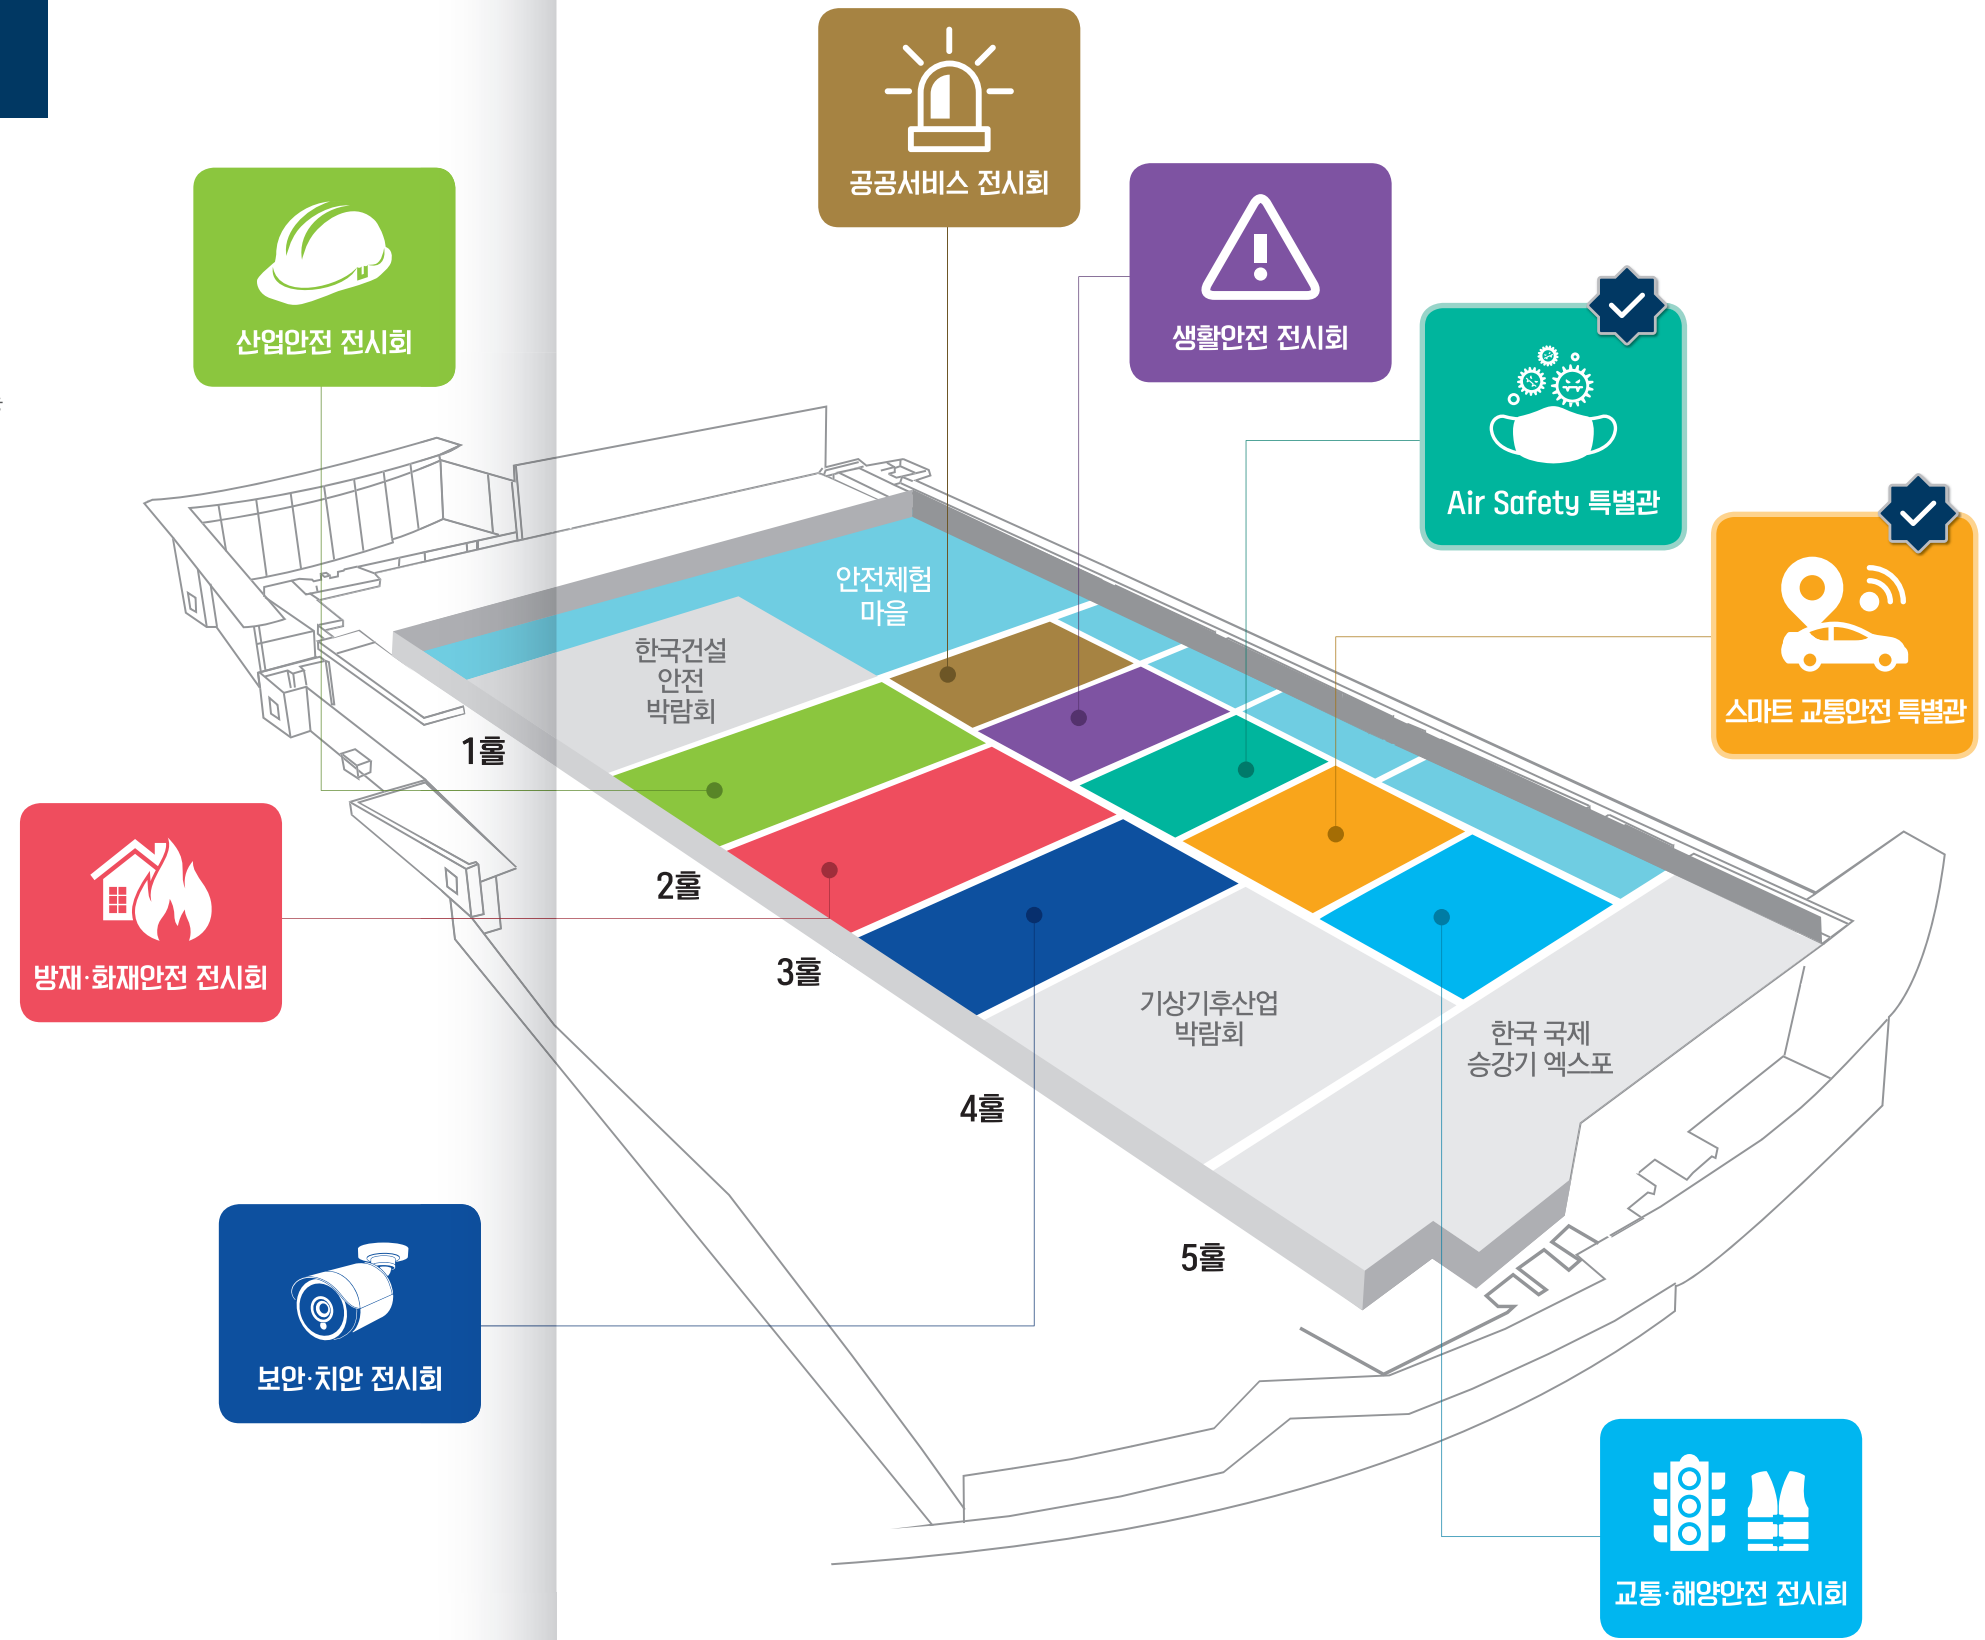 공공서비스 전시회
생활안전 전시회
산업안전 전시회
Air Safety 특별관
스마트 교통안전 특별관
안전체험
마을
한국건설
안전
박람회
1홀
2홀
3홀
방재·화재안전 전시회
기상기후산업
박람회
한국 국제
승강기 엑스포
4홀
5홀
보안·치안 전시회
교통·해양안전 전시회